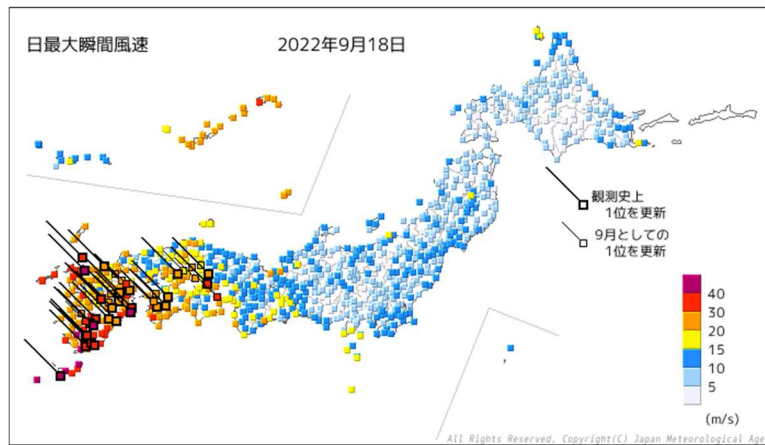 日最大瞬間風速
2022年9月18日
観測史上
1位を更新
9月としての
1位を更新
40
30
20
15
10
5
(m/s)
All Rights Reserved, Copyright(C) Japan Meteorological Age